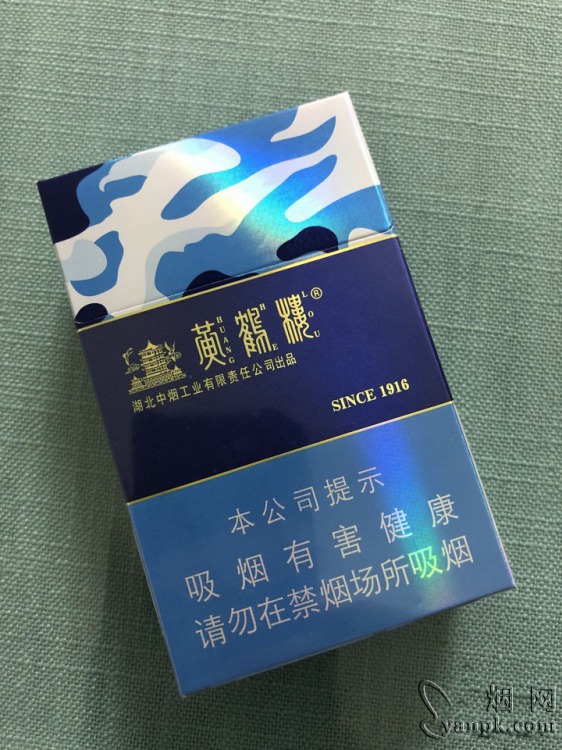 黄鹤樓®
HUANG HE LOU
湖北中烟工业有限责任公司出品
SINCE 1916
本公司提示
吸烟有害健康
请勿在禁烟场所吸烟
烟网
yanpk.com